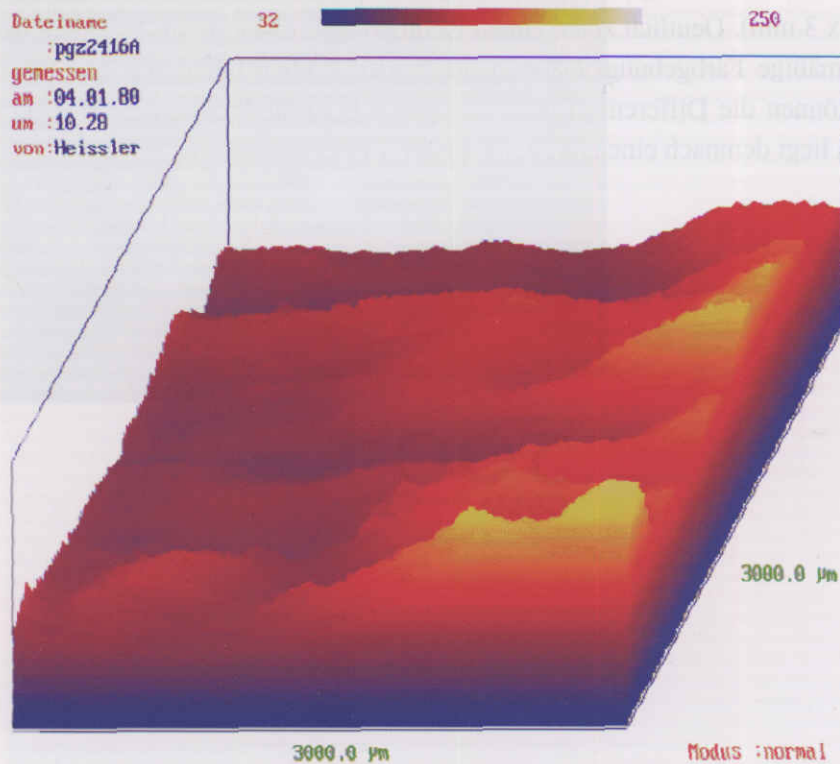 Dateiname
:pgz2416A
gemessen
am :04.01.80
um :10.28
von:Heissler
32
250
3000.0 µm
3000.0 µm
Modus :normal